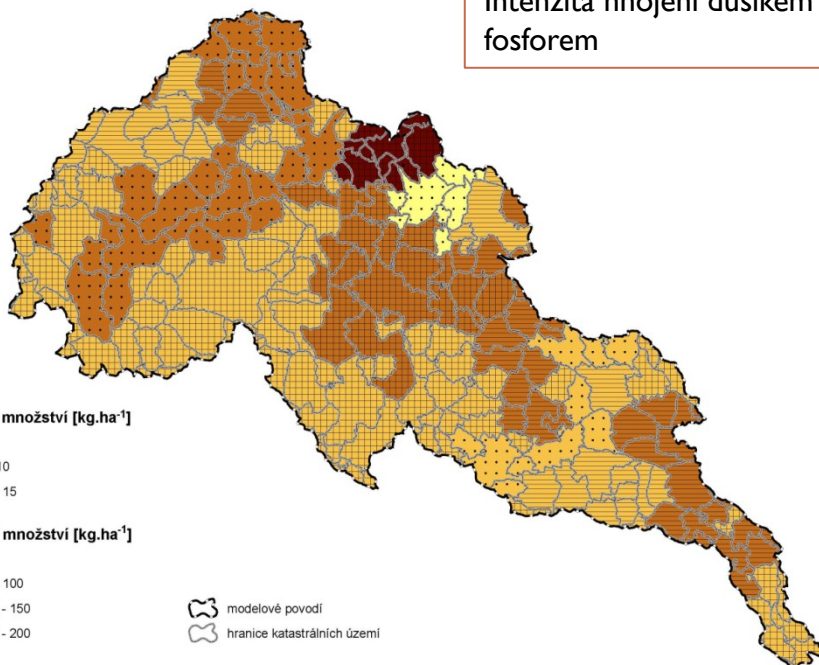 Intenzita hnojení dusíkem
fosforem
množství [kg.ha-1]
10
15
množství [kg.ha-1]
100
- 150
- 200
modelové povodí
hranice katastrálních území